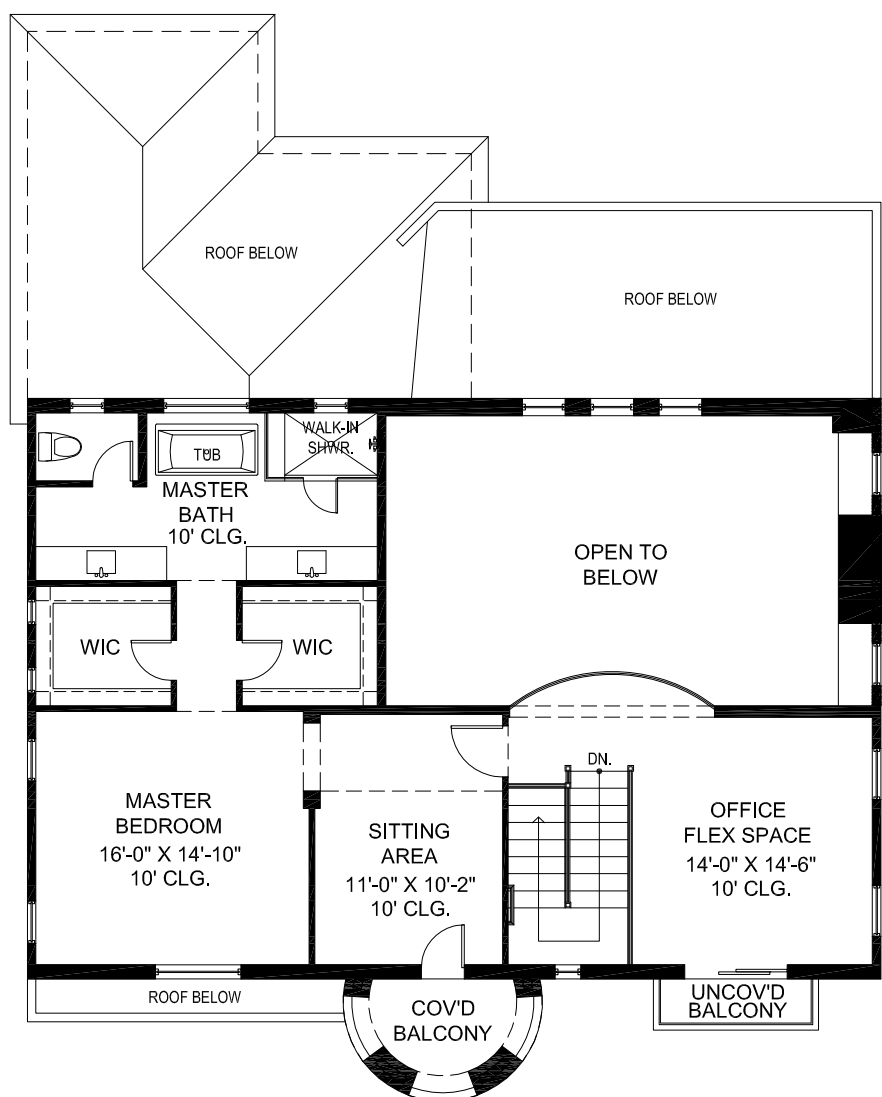 ROOF BELOW
ROOF BELOW
WALK-IN
SHWR.
TUB
MASTER
BATH
10' CLG.
OPEN TO
BELOW
WIC
WIC
DN.
MASTER
BEDROOM
16'-0" X 14'-10"
10' CLG.
SITTING
AREA
11'-0" X 10'-2"
10' CLG.
OFFICE
FLEX SPACE
14'-0" X 14'-6"
10' CLG.
ROOF BELOW
COV'D
BALCONY
UNCOV'D
BALCONY